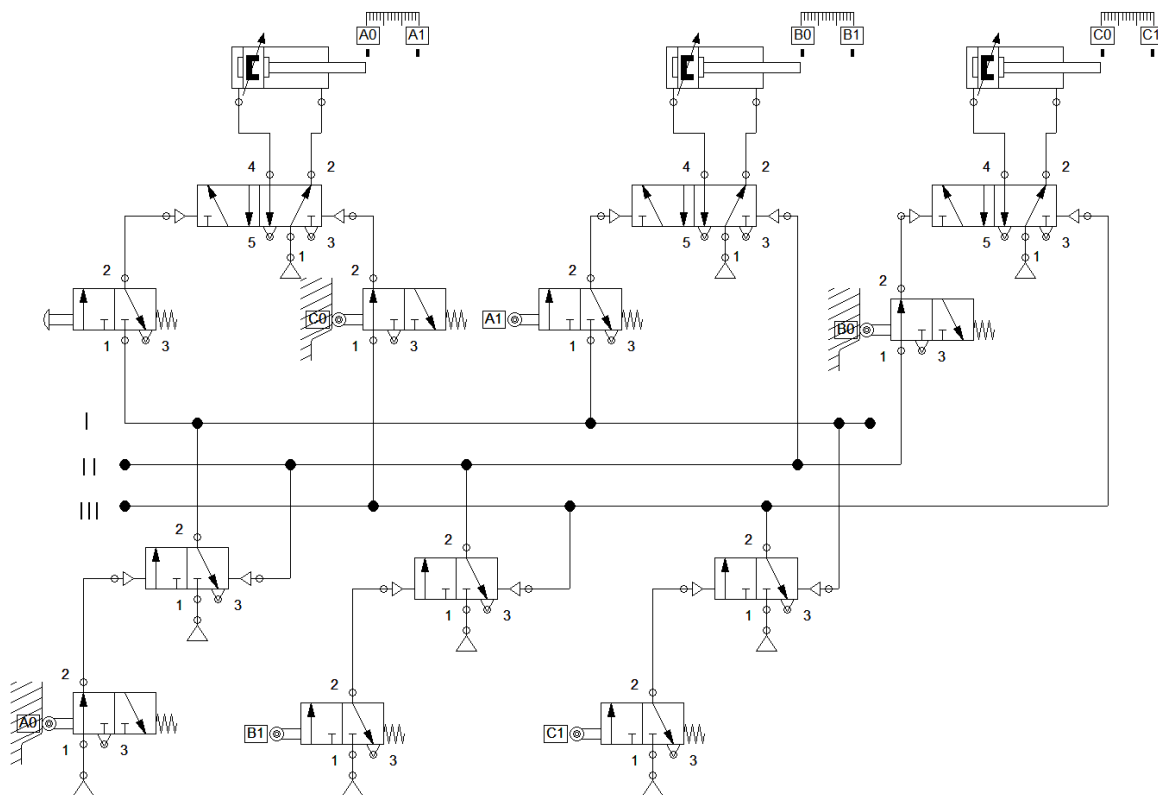 A0 A1 B0 B1 C0 C1
4 2 4 2 4 2
5 3 5 3 5 3
1 1 1
2 2 2 2
C0 A1 B0
1 3 1 3 1 3 1 3
I
II
III
2 2 2
1 3 1 3 1 3
2 2 2
A0 B1 C1
1 3 1 3 1 3